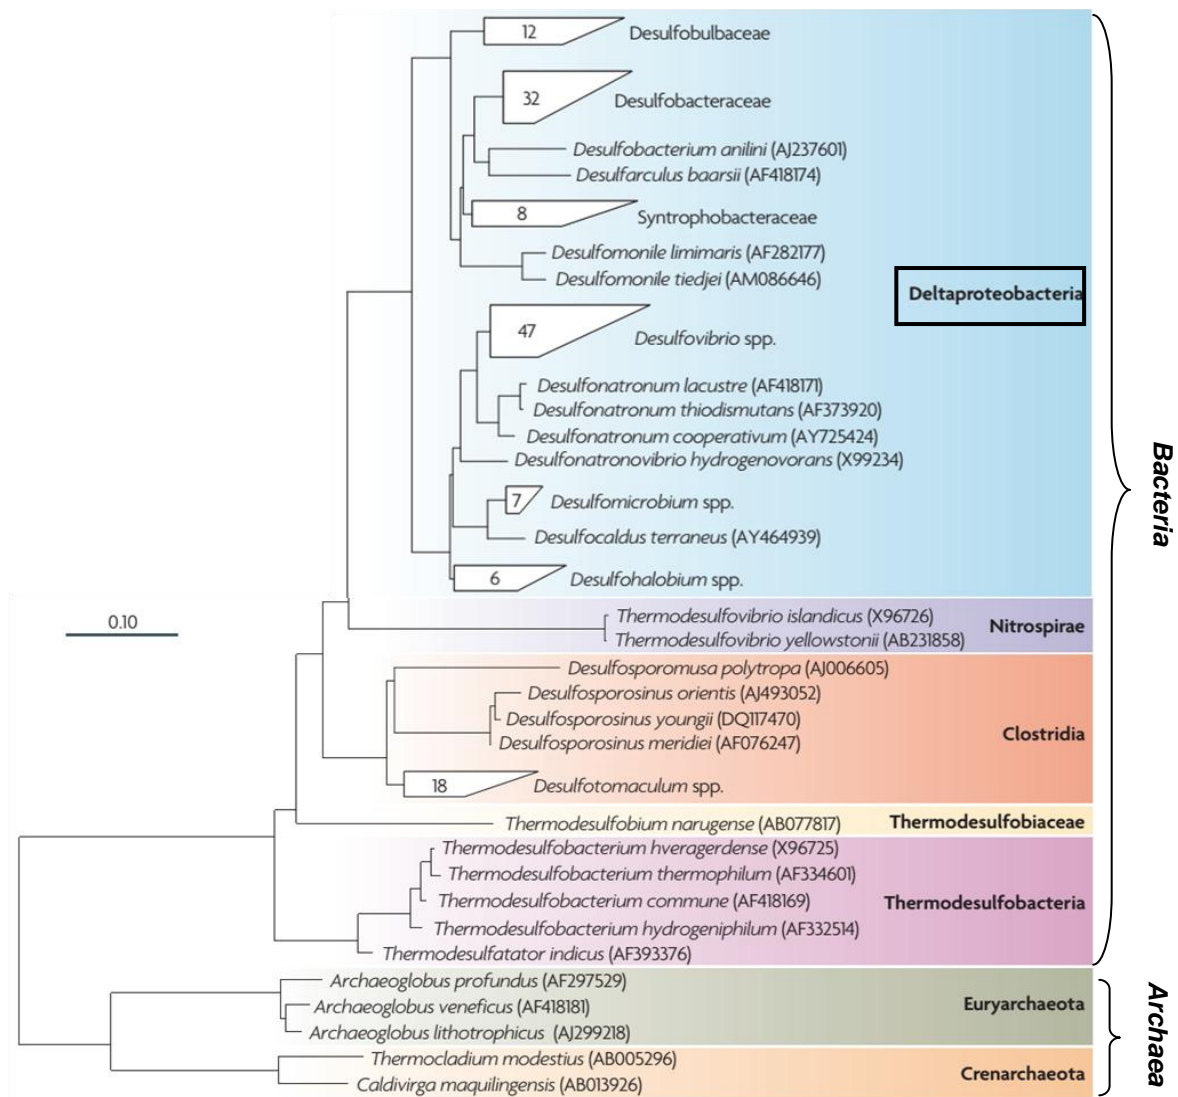 12 Desulfobulbaceae
32 Desulfobacteraceae
Desulfobacterium anilini (AJ237601)
Desulfarculus baarsii (AF418174)
8 Syntrophobacteraceae
Desulfomonile limimaris (AF282177)
Desulfomonile tiedjei (AM086646)
Deltaproteobacteria
47 Desulfovibrio spp.
Desulfonatronum lacustre (AF418171)
Desulfonatronum thiodismutans (AF373920)
Desulfonatronum cooperativum (AY725424)
Desulfonatronovibrio hydrogenovorans (X99234)
7 Desulfomicrobium spp.
Desulfocaldus terraneus (AY464939)
6 Desulfohalobium spp.
Bacteria
0.10
Thermodesulfovibrio islandicus (X96726)
Nitrospirae
Thermodesulfovibrio yellowstonii (AB231858)
Desulfosporomusa polytropa (AJ006605)
Desulfosporosinus orientis (AJ493052)
Desulfosporosinus youngii (DQ117470)
Desulfosporosinus meridiei (AF076247)
Clostridia
18 Desulfotomaculum spp.
Thermodesulfobium narugense (AB077817)
Thermodesulfobiaceae
Thermodesulfobacterium hveragerdense (X96725)
Thermodesulfobacterium thermophilum (AF334601)
Thermodesulfobacterium commune (AF418169)
Thermodesulfobacteria
Thermodesulfobacterium hydrogeniphilum (AF332514)
Thermodesulfatator indicus (AF393376)
Archaeoglobus profundus (AF297529)
Archaeoglobus veneficus (AF418181)
Euryarchaeota
Archaeoglobus lithotrophicus (AJ299218)
Archaea
Thermocladium modestius (AB005296)
Crenarchaeota
Caldivirga maquilingensis (AB013926)